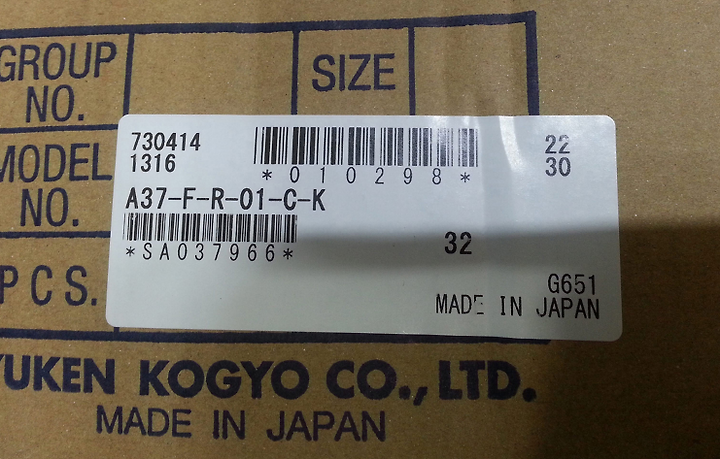 GROUP NO.
SIZE
MODEL NO.
PCS.
730414
1316
*010298*
22
30
A37-F-R-01-C-K
*SA037966*
32
G651
MADE IN JAPAN
YUKEN KOGYO CO., LTD.
MADE IN JAPAN